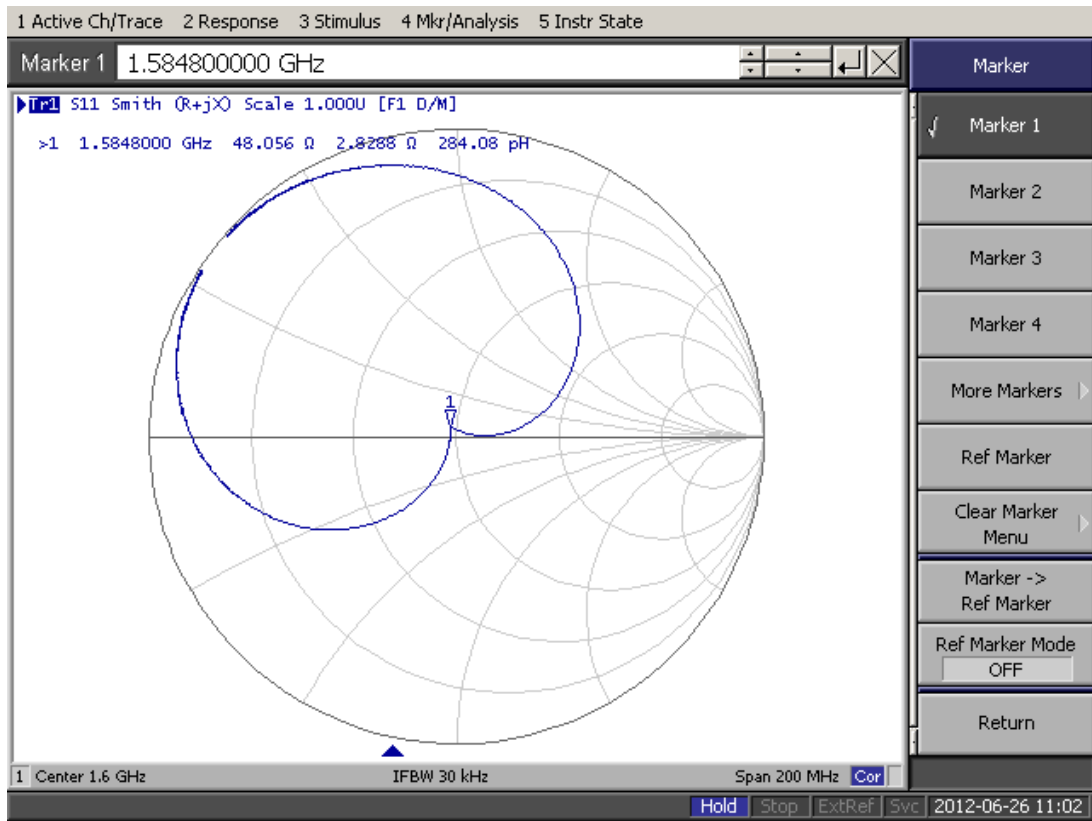 1 Active Ch/Trace 2 Response 3 Stimulus 4 Mkr/Analysis 5 Instr State
Marker 1 1.584800000 GHz
Tr1 S11 Smith (R+jX) Scale 1.000U [F1 D/M]
>1 1.5848000 GHz 48.056 Ω 2.8288 Ω 284.08 pH
1
1 Center 1.6 GHz IFBW 30 kHz Span 200 MHz Cor
Marker
√ Marker 1
Marker 2
Marker 3
Marker 4
More Markers
Ref Marker
Clear Marker
Menu
Marker ->
Ref Marker
Ref Marker Mode
OFF
Return
Hold Stop ExtRef Svc 2012-06-26 11:02